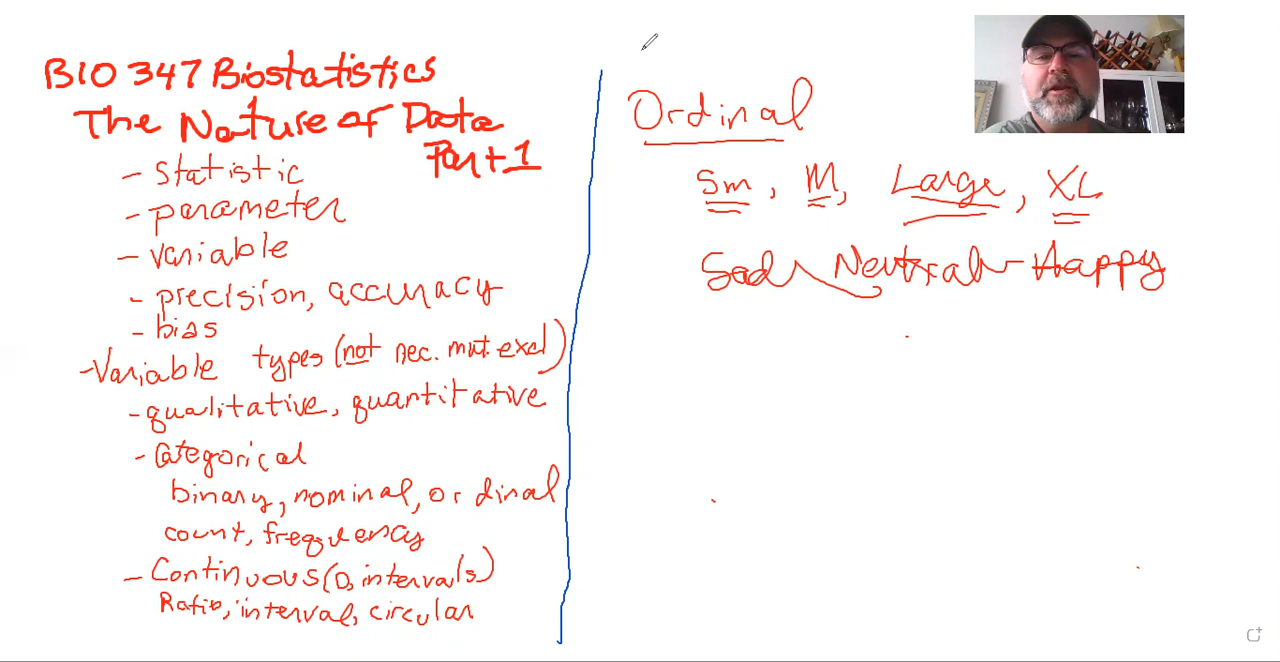 BIO 347 Biostatistics
The Nature of Data
Part 1
- Statistic
- parameter
- Variable
- precision, accuracy
- bias
- Variable types (not nec. mut. excl)
- qualitative, quantitative
- Categorical
binary, nominal, ordinal
count, frequency
- Continuous (0, intervals)
Ratio, interval, circular
Ordinal
Sm, M, Large, XL
Sad Neutral Happy